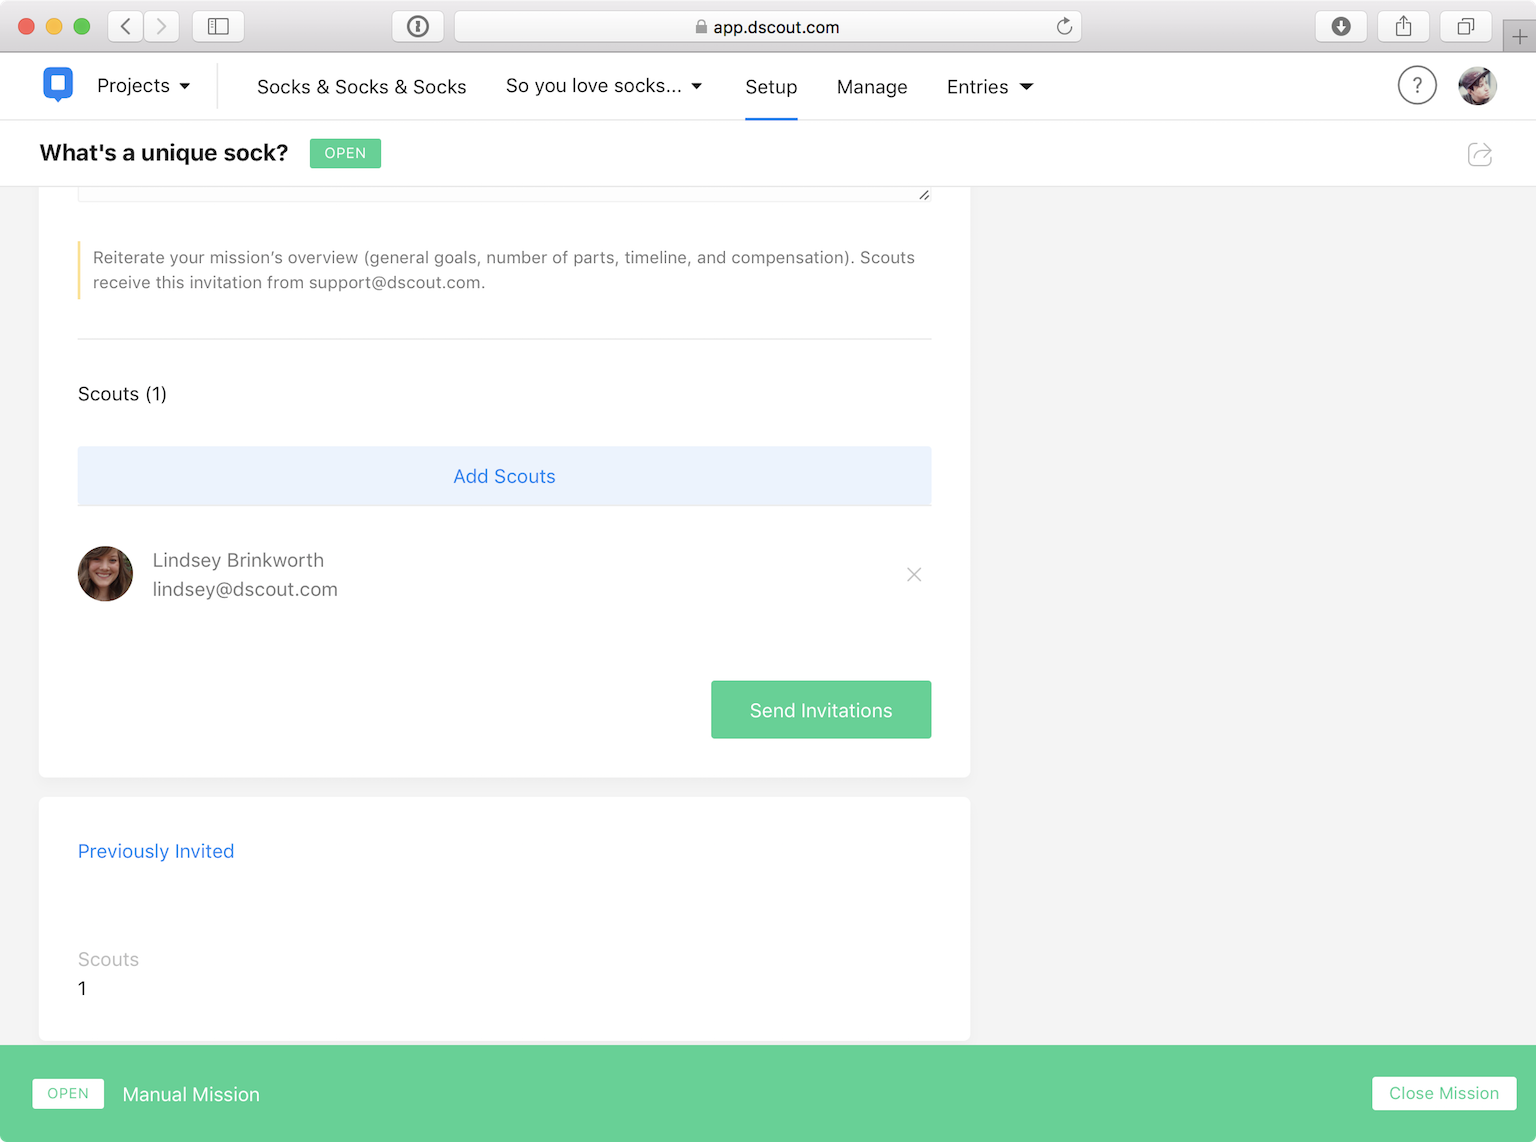 app.dscout.com
Projects
Socks & Socks & Socks
So you love socks...
Setup
Manage
Entries
?
What's a unique sock?
OPEN
Reiterate your mission’s overview (general goals, number of parts, timeline, and compensation). Scouts
receive this invitation from support@dscout.com.
Scouts (1)
Add Scouts
Lindsey Brinkworth
lindsey@dscout.com
Send Invitations
Previously Invited
Scouts
1
OPEN
Manual Mission
Close Mission